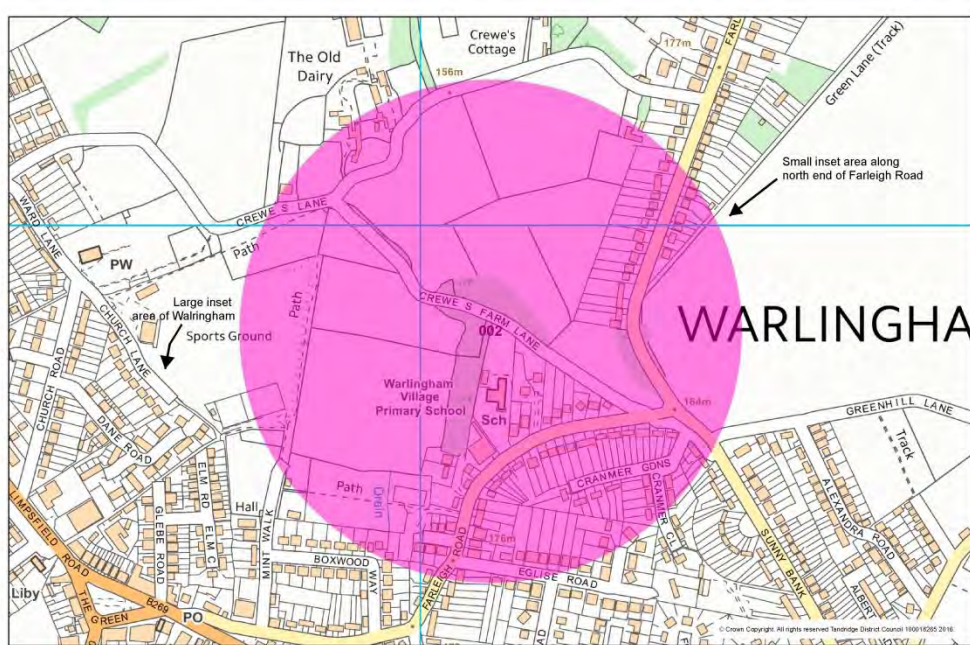 The Old
Dairy
Crewe's
Cottage
156m
177m
FARL
Green Lane (Track)
Small inset area along
north end of Farleigh Road
WARD LANE
CREWE S LANE
Path
PW
Large inset
area of Walringham
Sports Ground
CHURCH LANE
Path
CREWE S FARM LANE
002
WARLINGHA
Warlingham
Village
Primary School
Sch
184m
GREENHILL LANE
Track
CHURCH ROAD
DANE ROAD
ELM RD
ELM C
GLEBE ROAD
Hall
MINT WALK
Path
Drain
CRANMER GDNS
CRANMER CL
ALEXANDRA ROAD
LIMPSFIELD ROAD
BOXWOOD WAY
FARLEIGH ROAD
176m
EGLISE ROAD
SUNNY BANK
ALBERT
Liby
THE GREEN
B269
PO
© Crown Copyright. All rights reserved Tandridge District Council 100018265 2016.